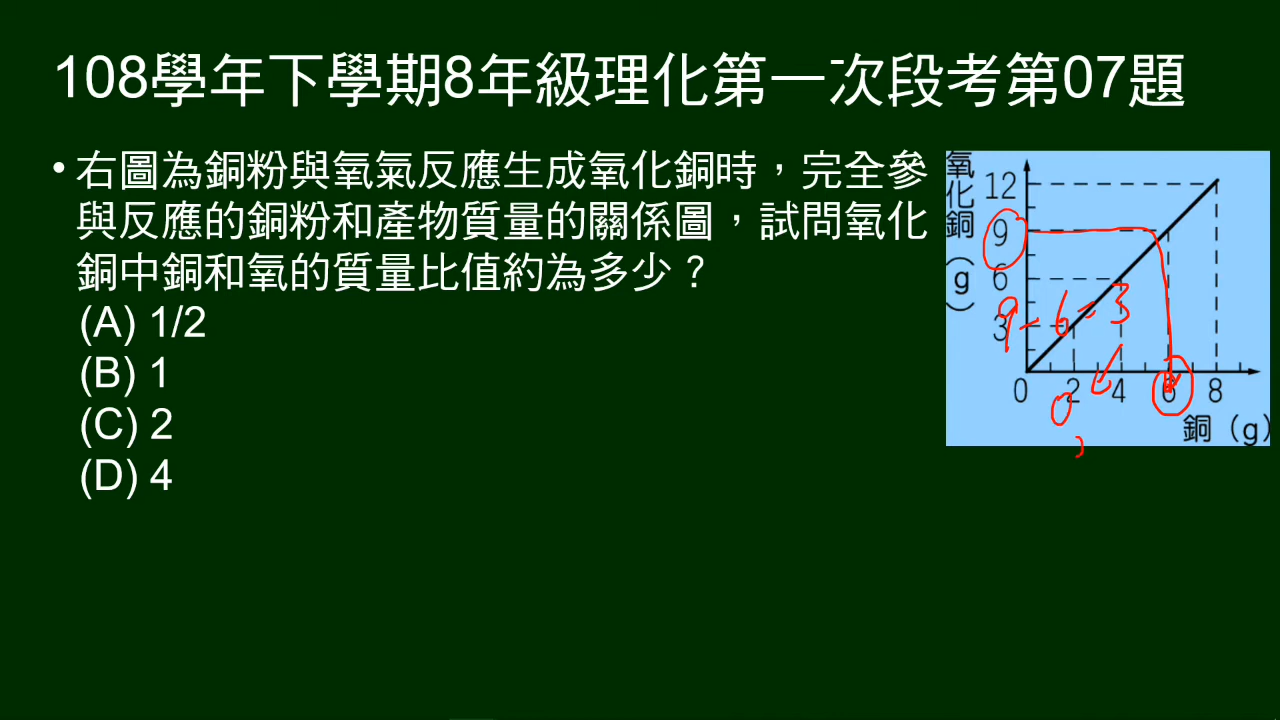 108學年下學期8年級理化第一次段考第07題
• 右圖為銅粉與氧氣反應生成氧化銅時，完全參
與反應的銅粉和產物質量的關係圖，試問氧化
銅中銅和氧的質量比值約為多少？
(A) 1/2
(B) 1
(C) 2
(D) 4
氧化銅(g)
12
9
6
3
9-6=3
0 2 4 6 8
銅（g）